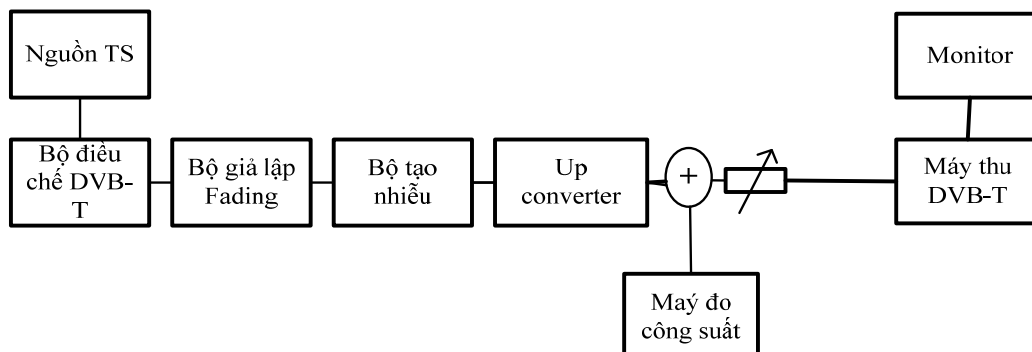 Nguồn TS
Monitor
Bộ điều
chế DVB-
T
Bộ giả lập
Fading
Bộ tạo
nhiễu
Up
converter
+
Máy thu
DVB-T
Maý đo
công suất